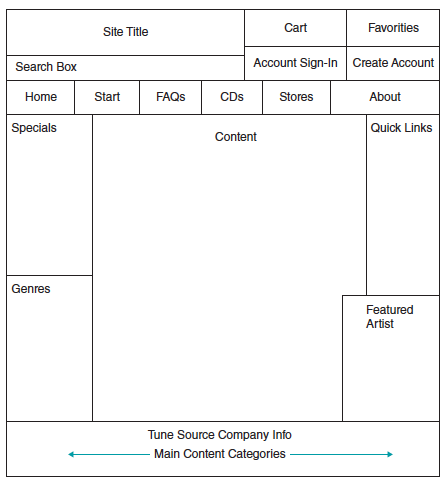 Site Title
Cart
Favorities
Search Box
Account Sign-In
Create Account
Home
Start
FAQs
CDs
Stores
About
Specials
Content
Quick Links
Genres
Featured
Artist
Tune Source Company Info
Main Content Categories